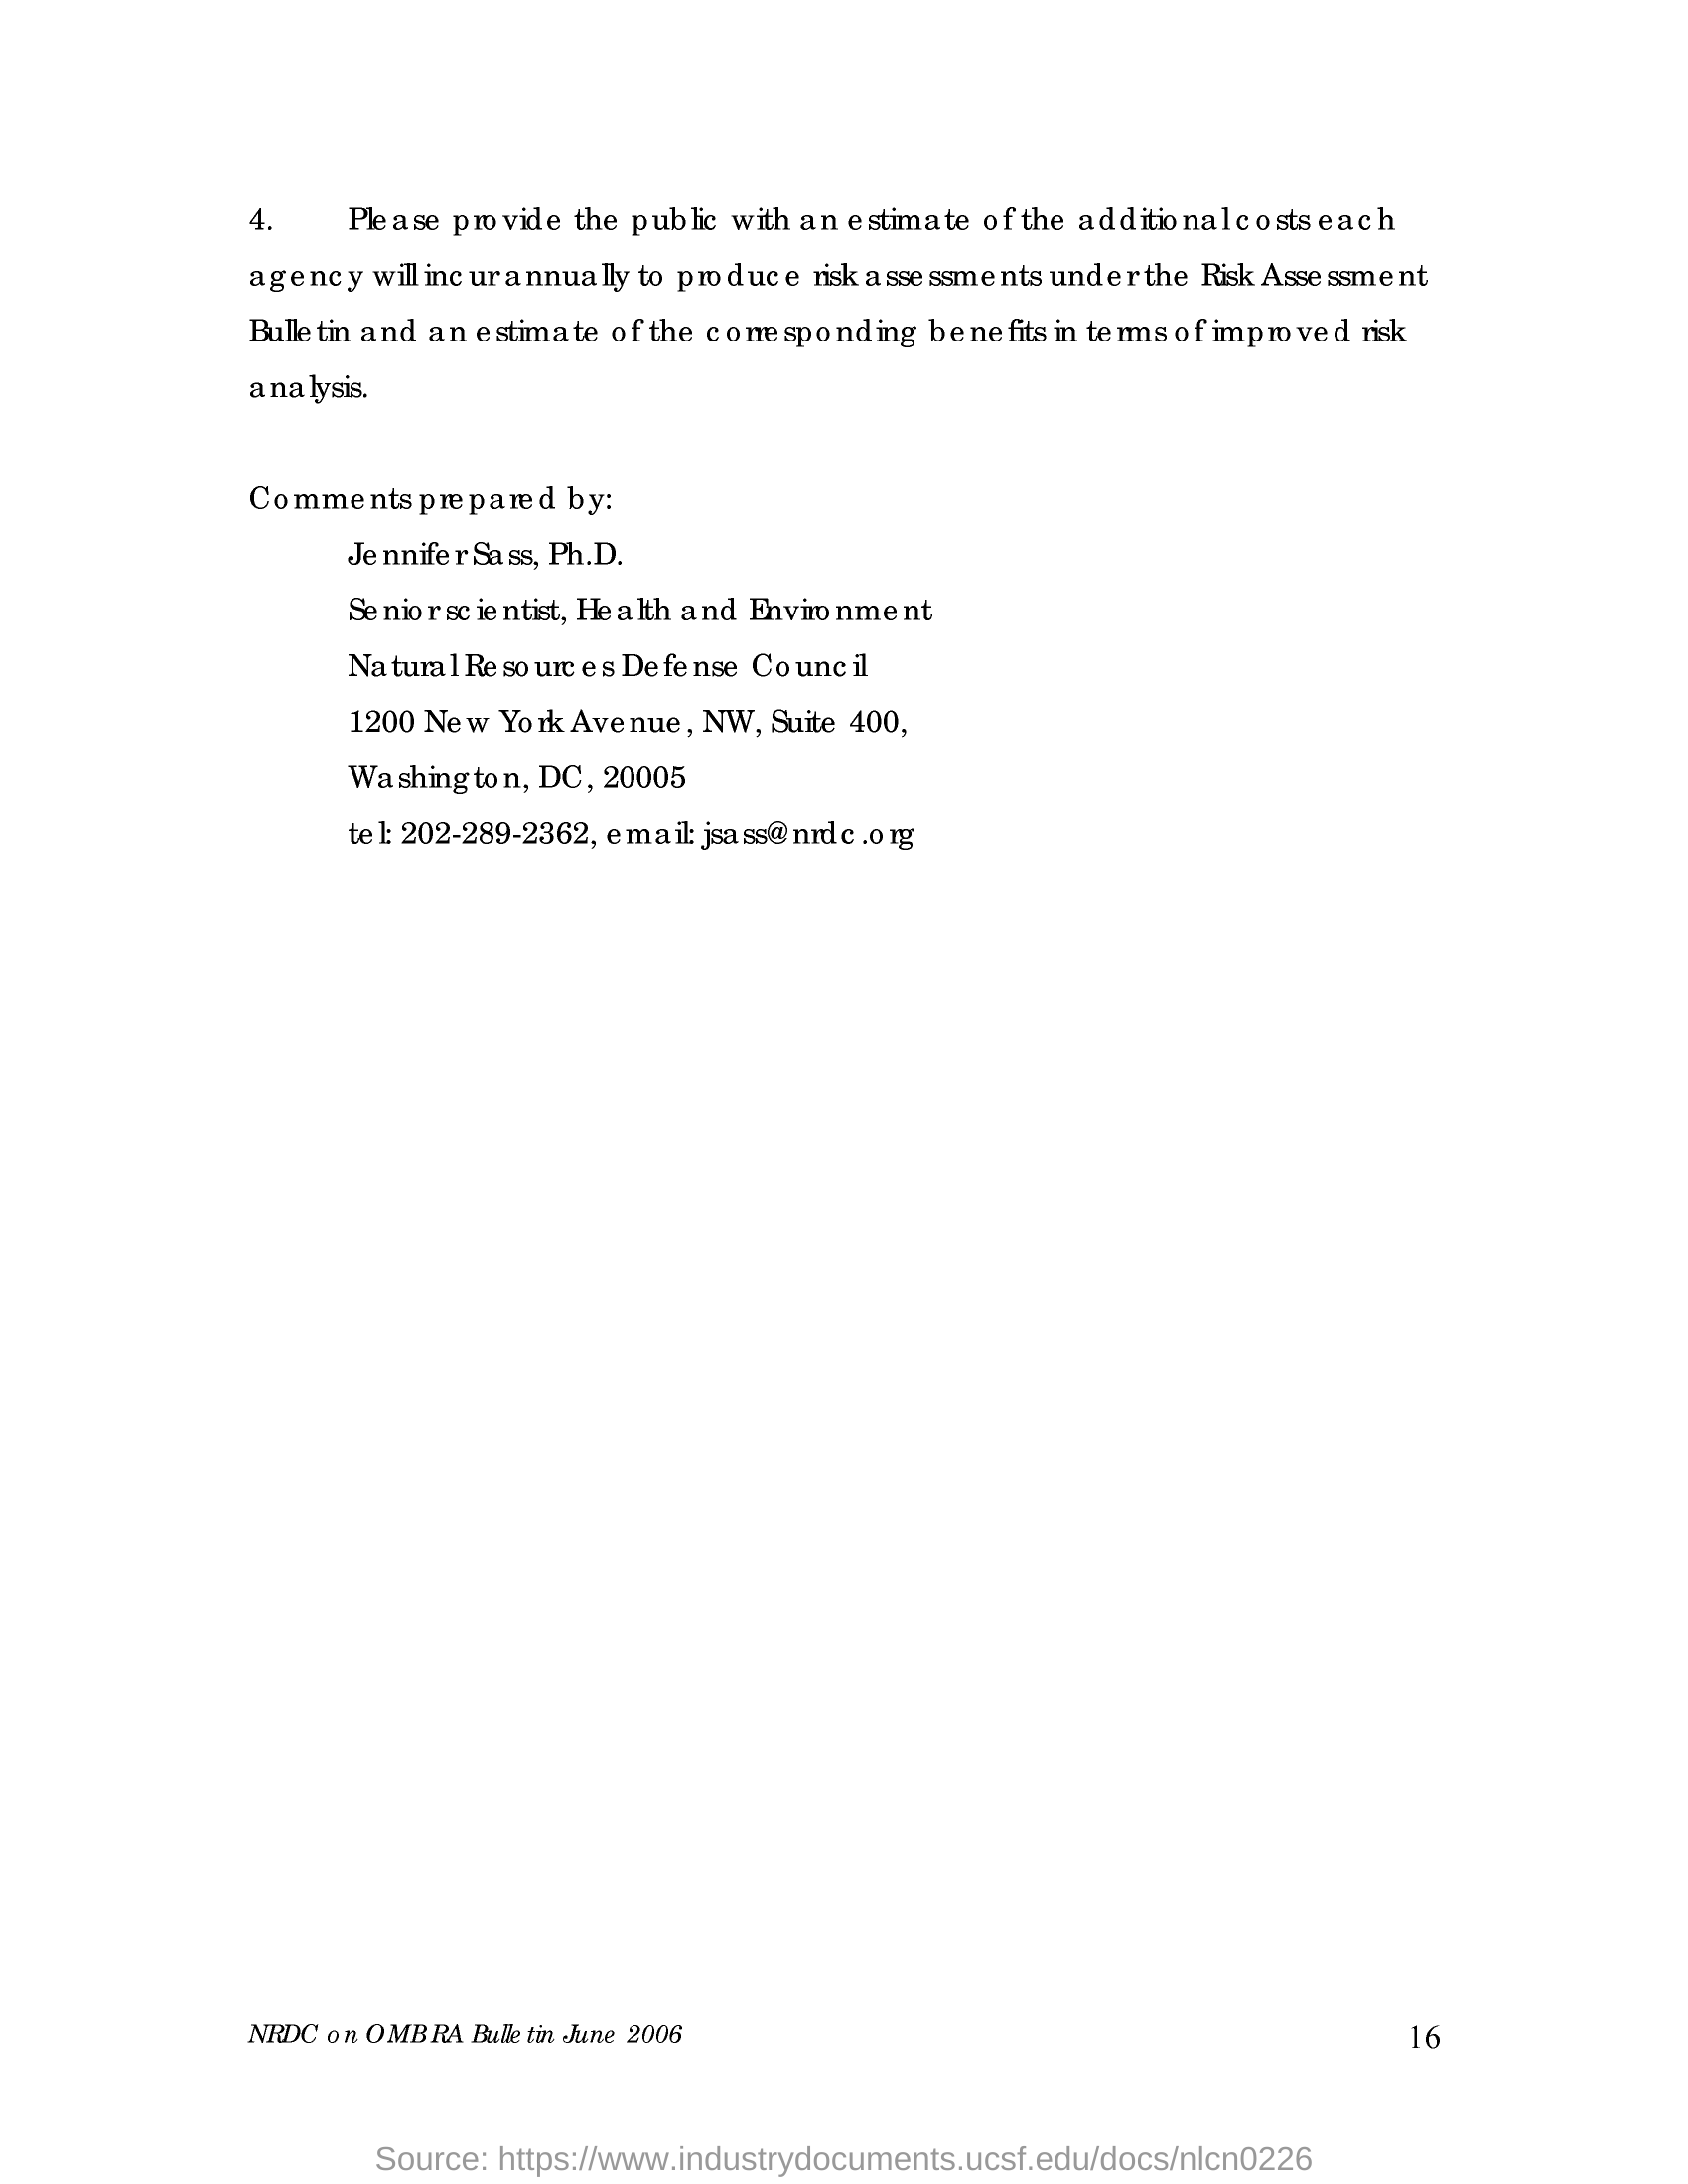 4. Please provide the public with an estimate of the additional costs each
agency will incur annually to produce risk assessments under the Risk Assessment
Bulletin and an estimate of the corresponding benefits in terms of improved risk
analysis.
Comments prepared by:
Jennifer Sass, Ph.D.
Senior scientist, Health and Environment
Natural Resources Defense Council
1200 New York Avenue, NW, Suite 400,
Washington, DC, 20005
tel: 202-289-2362, email: jsass@nrdc.org
NRDC on OMB RA Bulletin June 2006
16
Source: https://www.industrydocuments.ucsf.edu/docs/nlcn0226